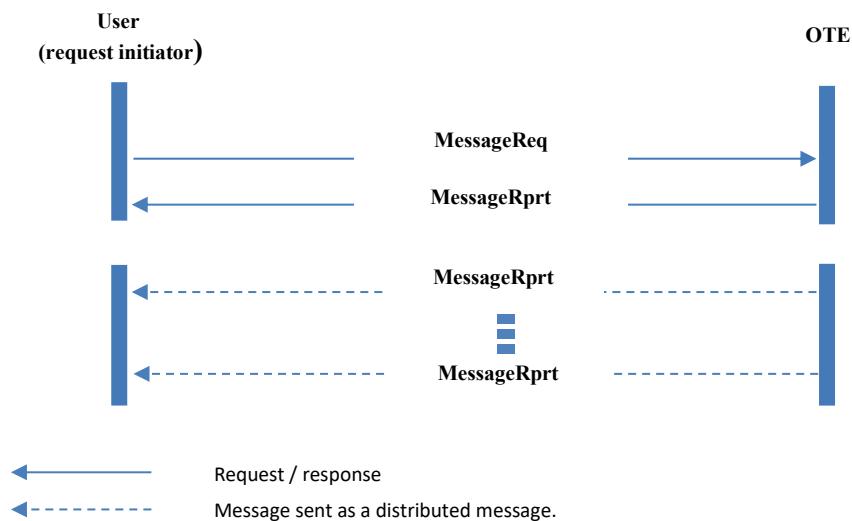 User
(request initiator)
OTE
MessageReq
MessageRprt
MessageRprt
MessageRprt
Request / response
Message sent as a distributed message.